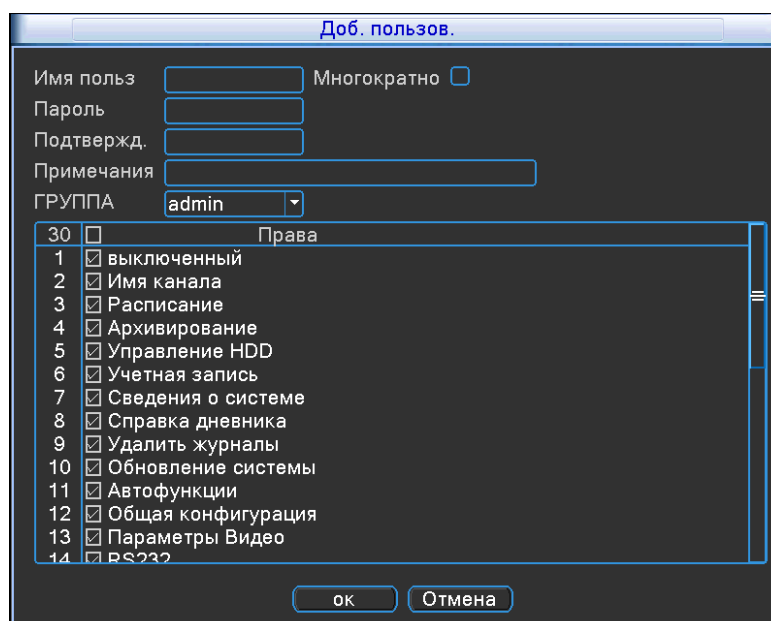 Доб. пользов.
Имя польз Многократно
Пароль
Подтвержд.
Примечания
ГРУППА admin
30 Права
1 выключенный
2 Имя канала
3 Расписание
4 Архивирование
5 Управление HDD
6 Учетная запись
7 Сведения о системе
8 Справка дневника
9 Удалить журналы
10 Обновление системы
11 Автофункции
12 Общая конфигурация
13 Параметры Видео
14 RS232
ок Отмена